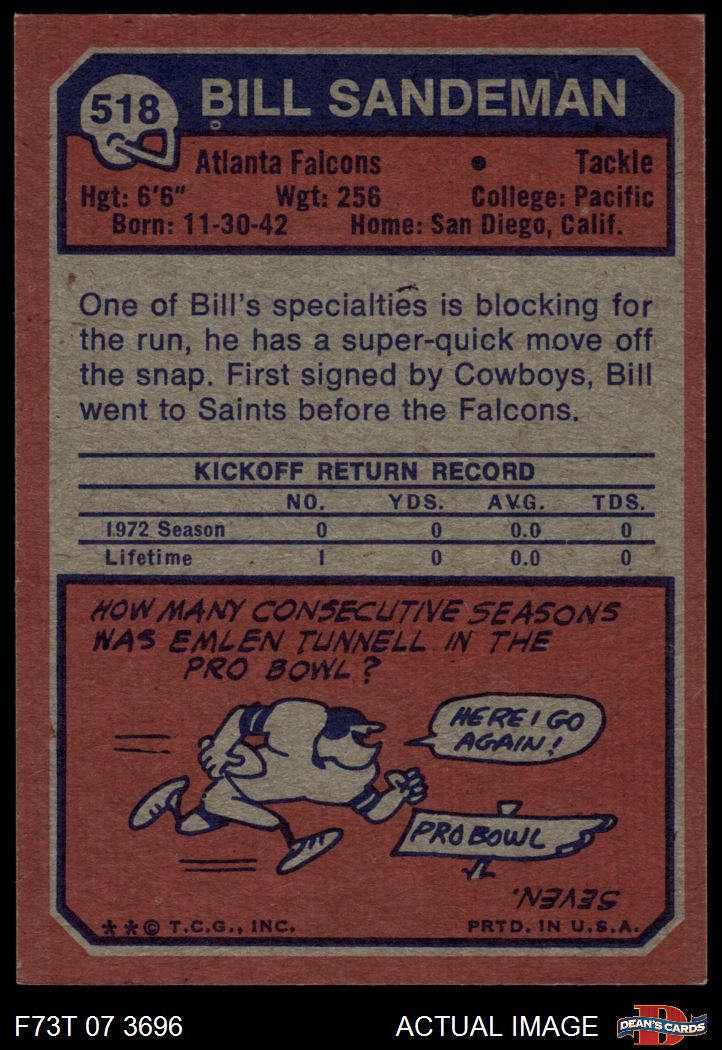 518 BILL SANDEMAN
Atlanta Falcons • Tackle
Hgt: 6'6" Wgt: 256 College: Pacific
Born: 11-30-42 Home: San Diego, Calif.
One of Bill's specialties is blocking for
the run, he has a super-quick move off
the snap. First signed by Cowboys, Bill
went to Saints before the Falcons.
KICKOFF RETURN RECORD
NO. YDS. AVG. TDS.
1972 Season 0 0 0.0 0
Lifetime 1 0 0.0 0
HOW MANY CONSECUTIVE SEASONS
WAS EMLEN TUNNELL IN THE
PRO BOWL?
HERE I GO
AGAIN!
PRO BOWL
SEVEN.
**© T.C.G., INC. PRTD. IN U.S.A.
F73T 07 3696 ACTUAL IMAGE DEAN'S CARDS